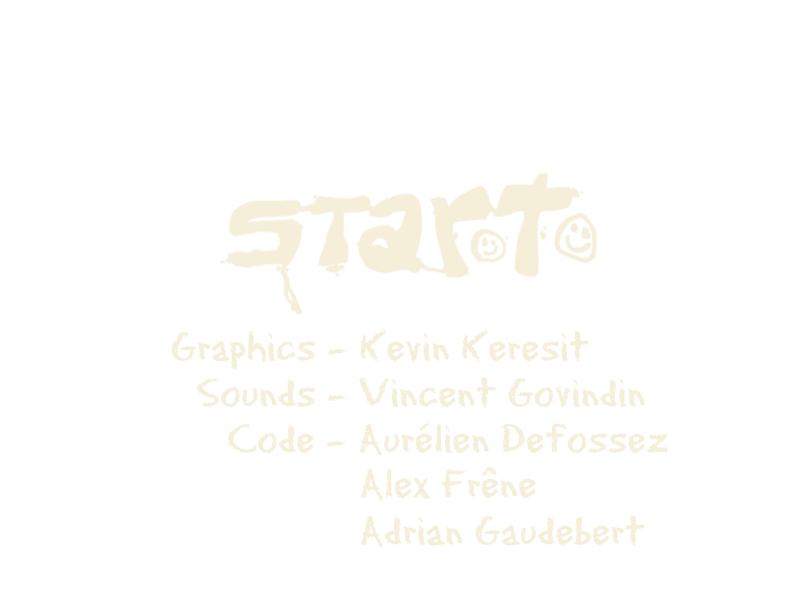 start
Graphics - Kevin Keresit
Sounds - Vincent Govindin
Code - Aurélien Defossez
Alex Frêne
Adrian Gaudebert